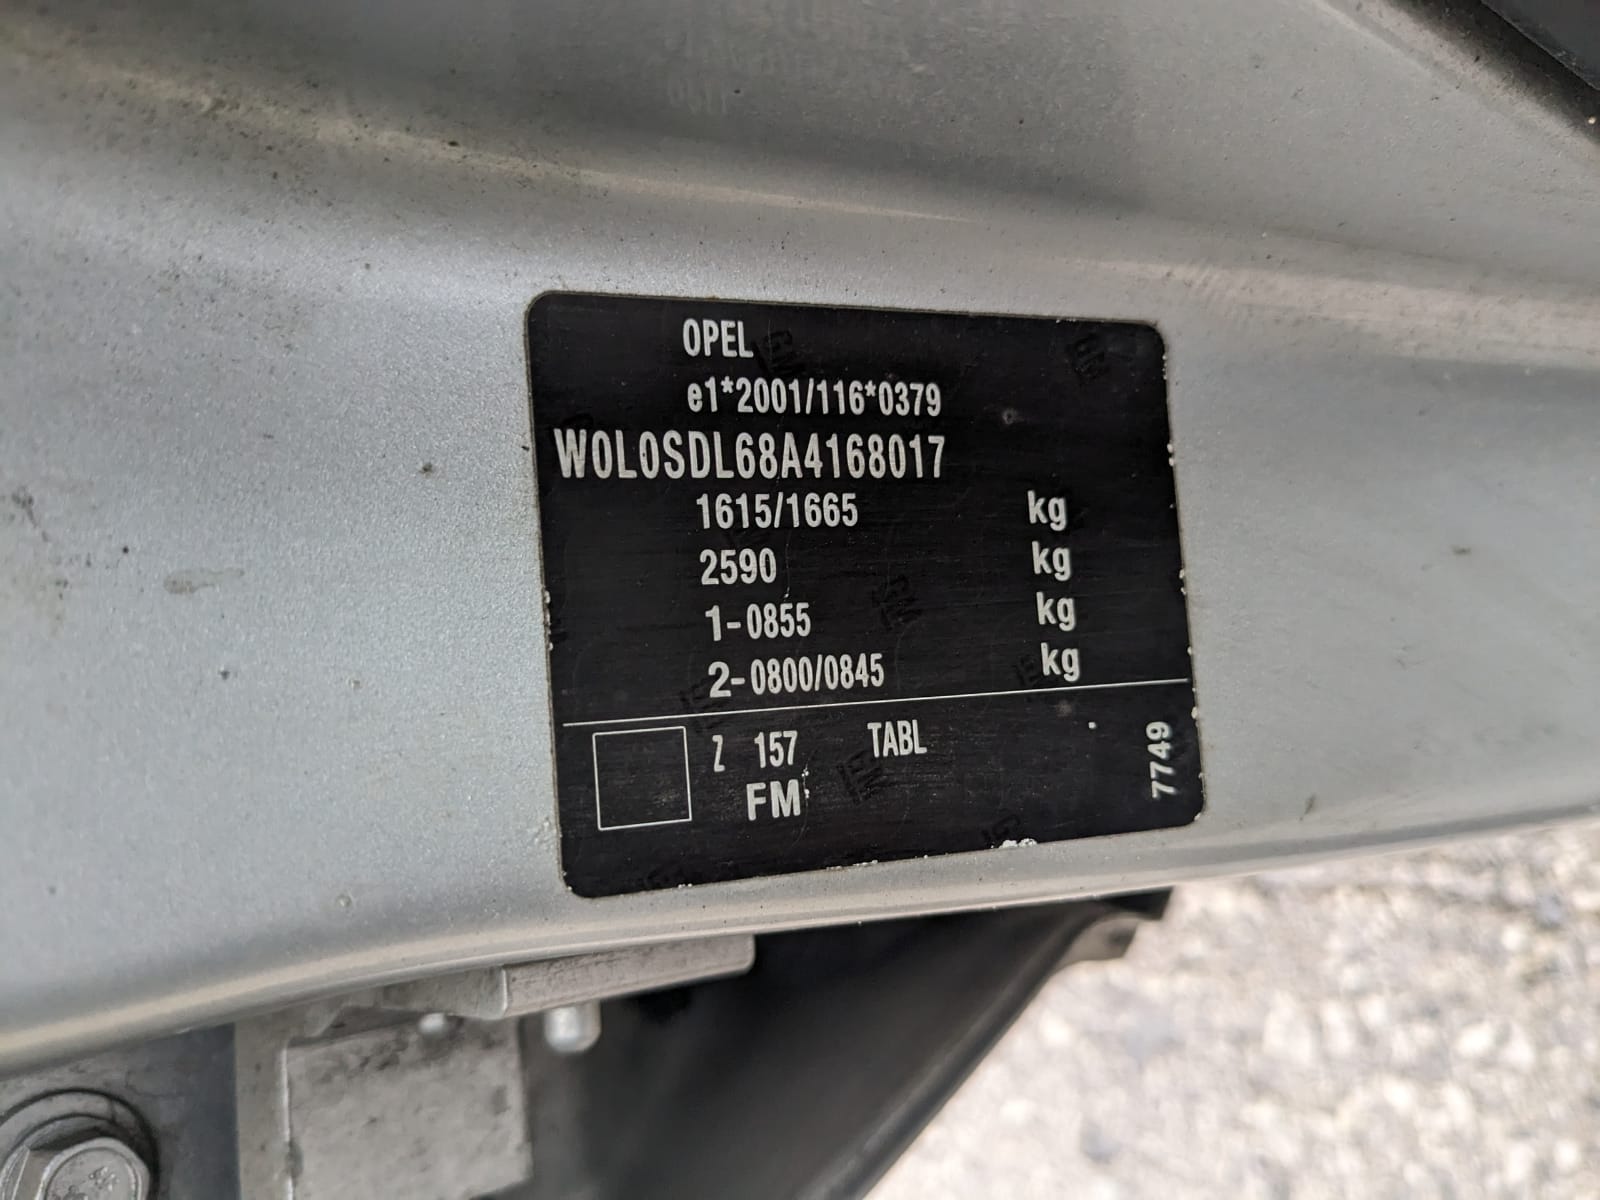 OPEL
e1*2001/116*0379
W0L0SDL68A4168017
1615/1665 kg
2590 kg
1-0855 kg
2-0800/0845 kg
Z 157 TABL
FM
7749